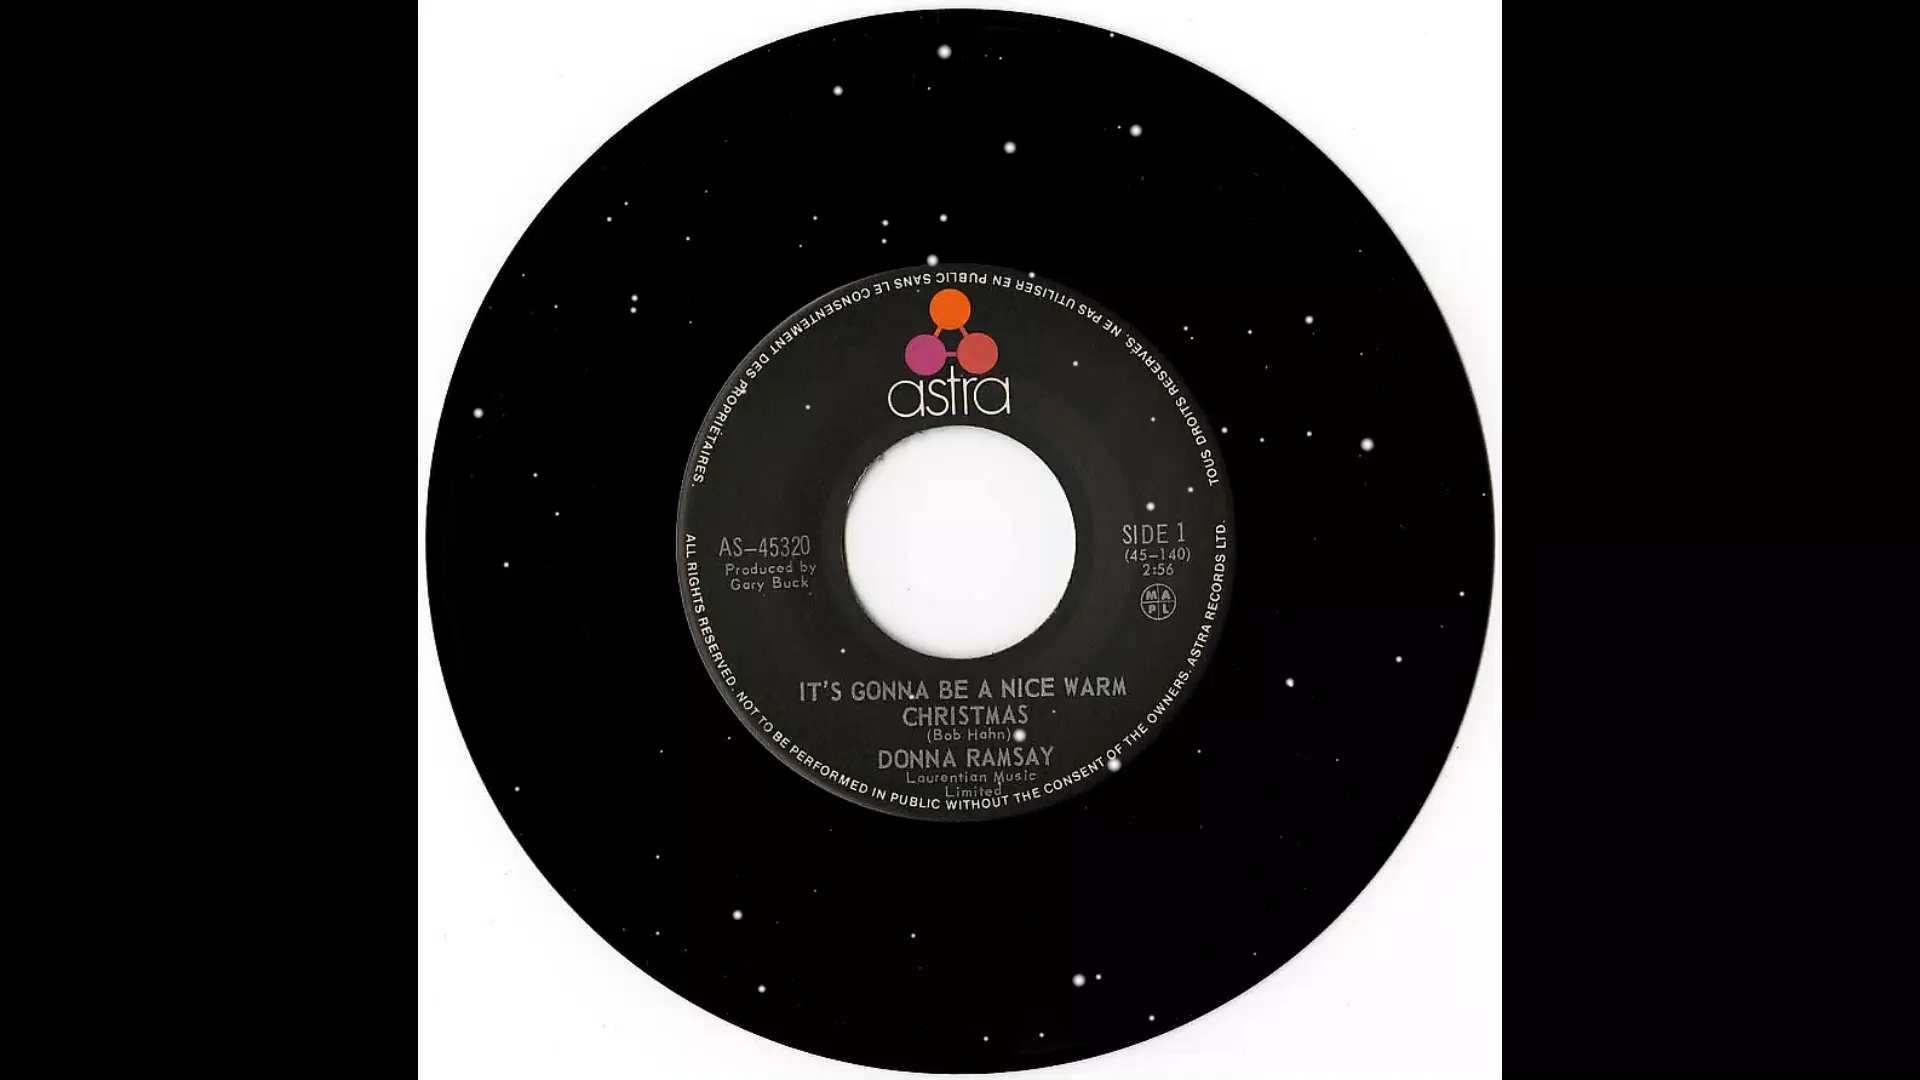 TOUS DROITS RÉSERVÉS. NE PAS UTILISER EN PUBLIC SANS LE CONSENTEMENT DES PROPRIÉTAIRES.
astra
AS-45320
Produced by
Gary Buck
SIDE 1
(45-140)
2:56
MA
PL
IT'S GONNA BE A NICE WARM
CHRISTMAS
(Bob Hahn)
DONNA RAMSAY
Laurentian Music
Limited
ALL RIGHTS RESERVED. NOT TO BE PERFORMED IN PUBLIC WITHOUT THE CONSENT OF THE OWNERS. ASTRA RECORDS LTD.